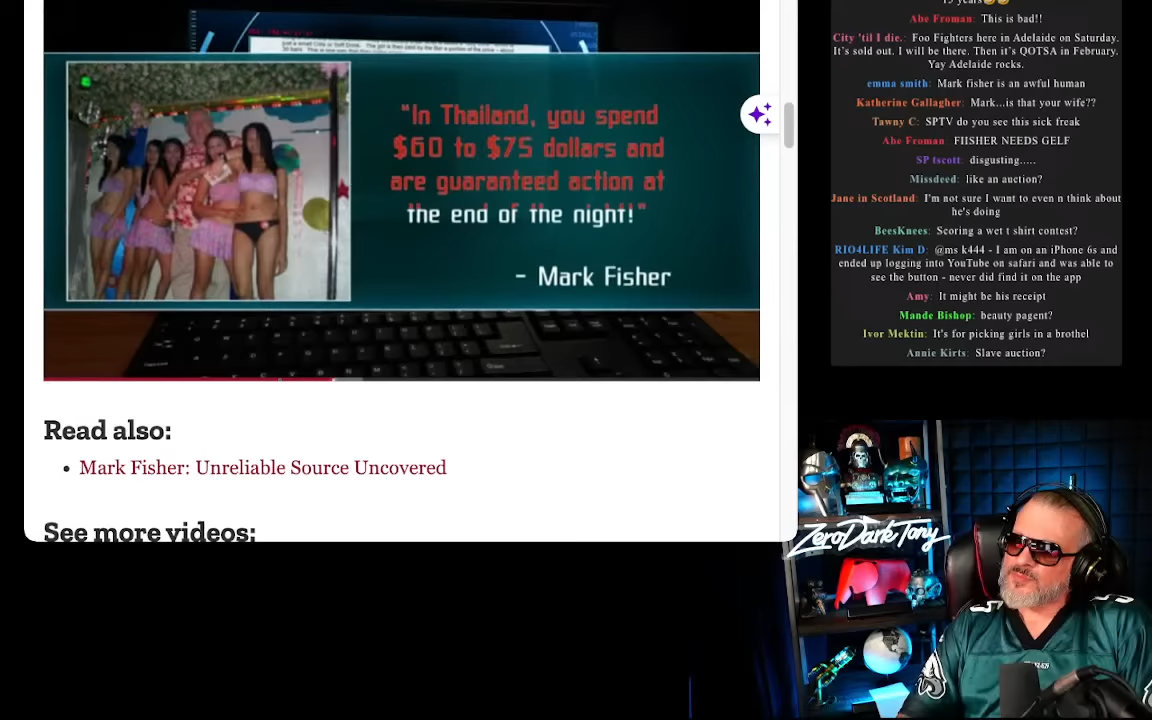 "In Thailand, you spend
$60 to $75 dollars and
are guaranteed action at
the end of the night!"
- Mark Fisher
Read also:
• Mark Fisher: Unreliable Source Uncovered
See more videos:
15 years
Abe Froman: This is bad!!
City 'til I die.: Foo Fighters here in Adelaide on Saturday.
It's sold out. I will be there. Then it's QOTSA in February.
Yay Adelaide rocks.
emma smith: Mark fisher is an awful human
Katherine Gallagher: Mark...is that your wife??
Tawny C: SPTV do you see this sick freak
Abe Froman: FIISHER NEEDS GELF
SP tscott: disgusting.....
Missdeed: like an auction?
Jane in Scotland: I'm not sure I want to even n think about
he's doing
BeesKnees: Scoring a wet t shirt contest?
RIO4LIFE Kim D: @ms k444 - I am on an iPhone 6s and
ended up logging into YouTube on safari and was able to
see the button - never did find it on the app
Amy: It might be his receipt
Mande Bishop: beauty pagent?
Ivor Mektin: It's for picking girls in a brothel
Annie Kirts: Slave auction?
ZeroDarkTony